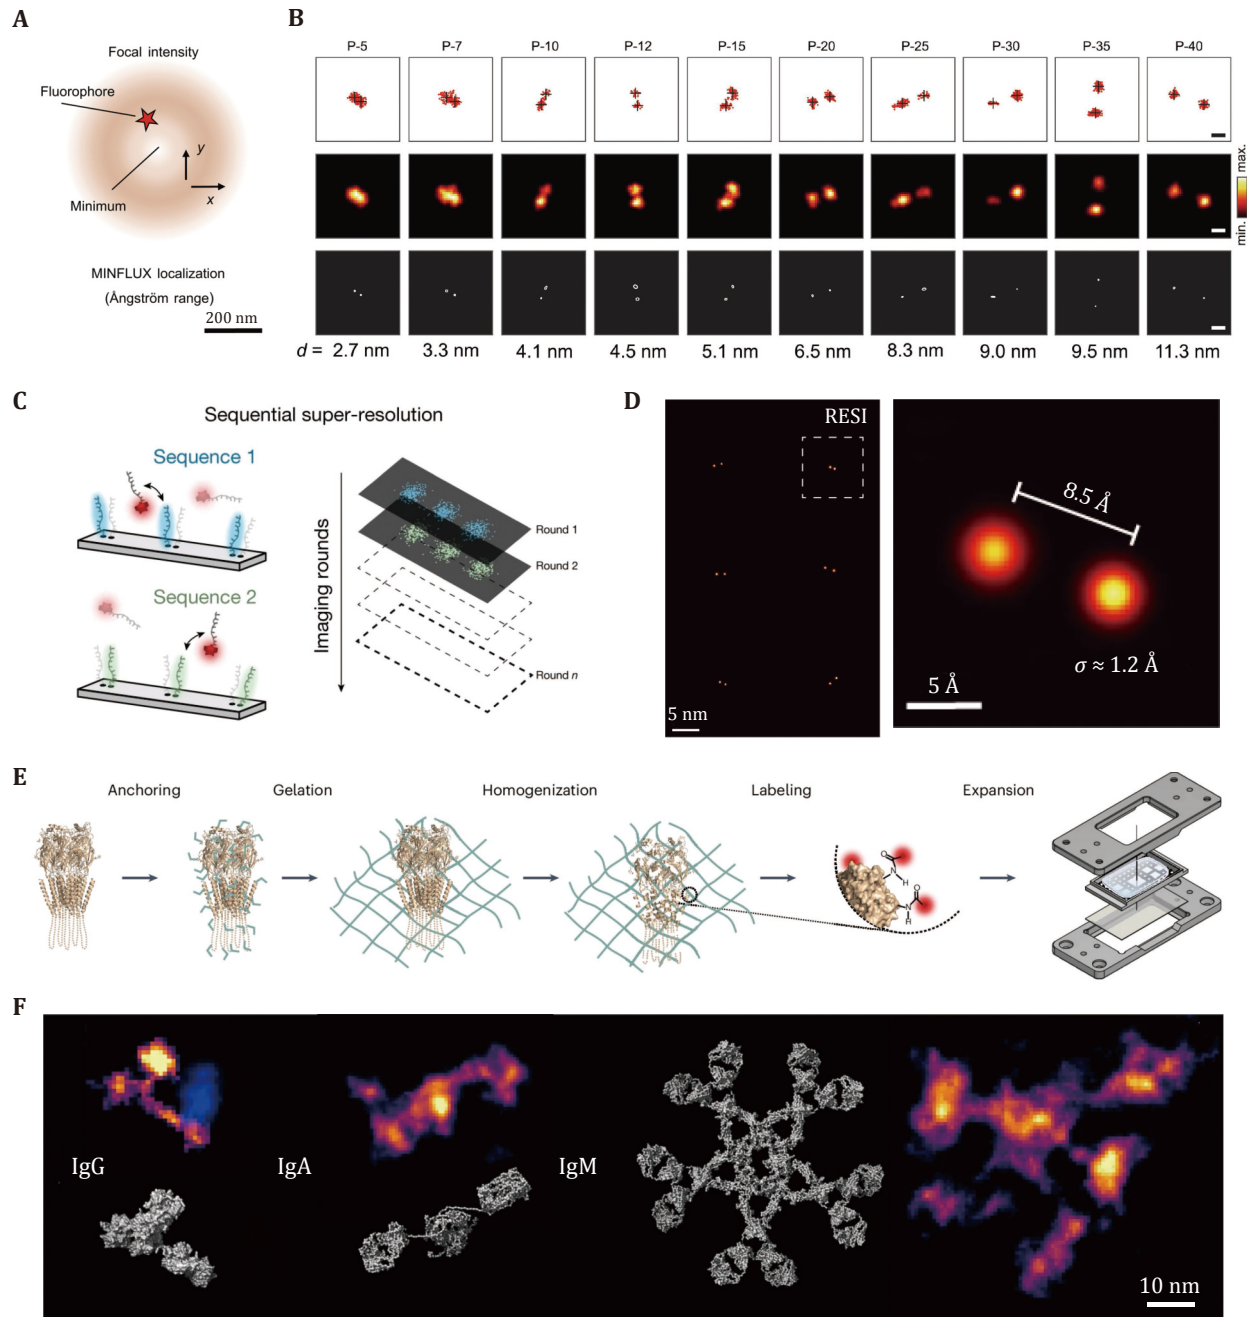 A
Focal intensity
Fluorophore
y
x
Minimum
MINFLUX localization
(Ångström range)
200 nm
B
P-5 P-7 P-10 P-12 P-15 P-20 P-25 P-30 P-35 P-40
max.
min.
d = 2.7 nm 3.3 nm 4.1 nm 4.5 nm 5.1 nm 6.5 nm 8.3 nm 9.0 nm 9.5 nm 11.3 nm
C
Sequential super-resolution
Sequence 1
Sequence 2
Imaging rounds
Round 1
Round 2
Round n
D
RESI
5 nm
8.5 Å
σ ≈ 1.2 Å
5 Å
E
Anchoring Gelation Homogenization Labeling Expansion
O
N
H
O
N
H
F
IgG IgA IgM
10 nm